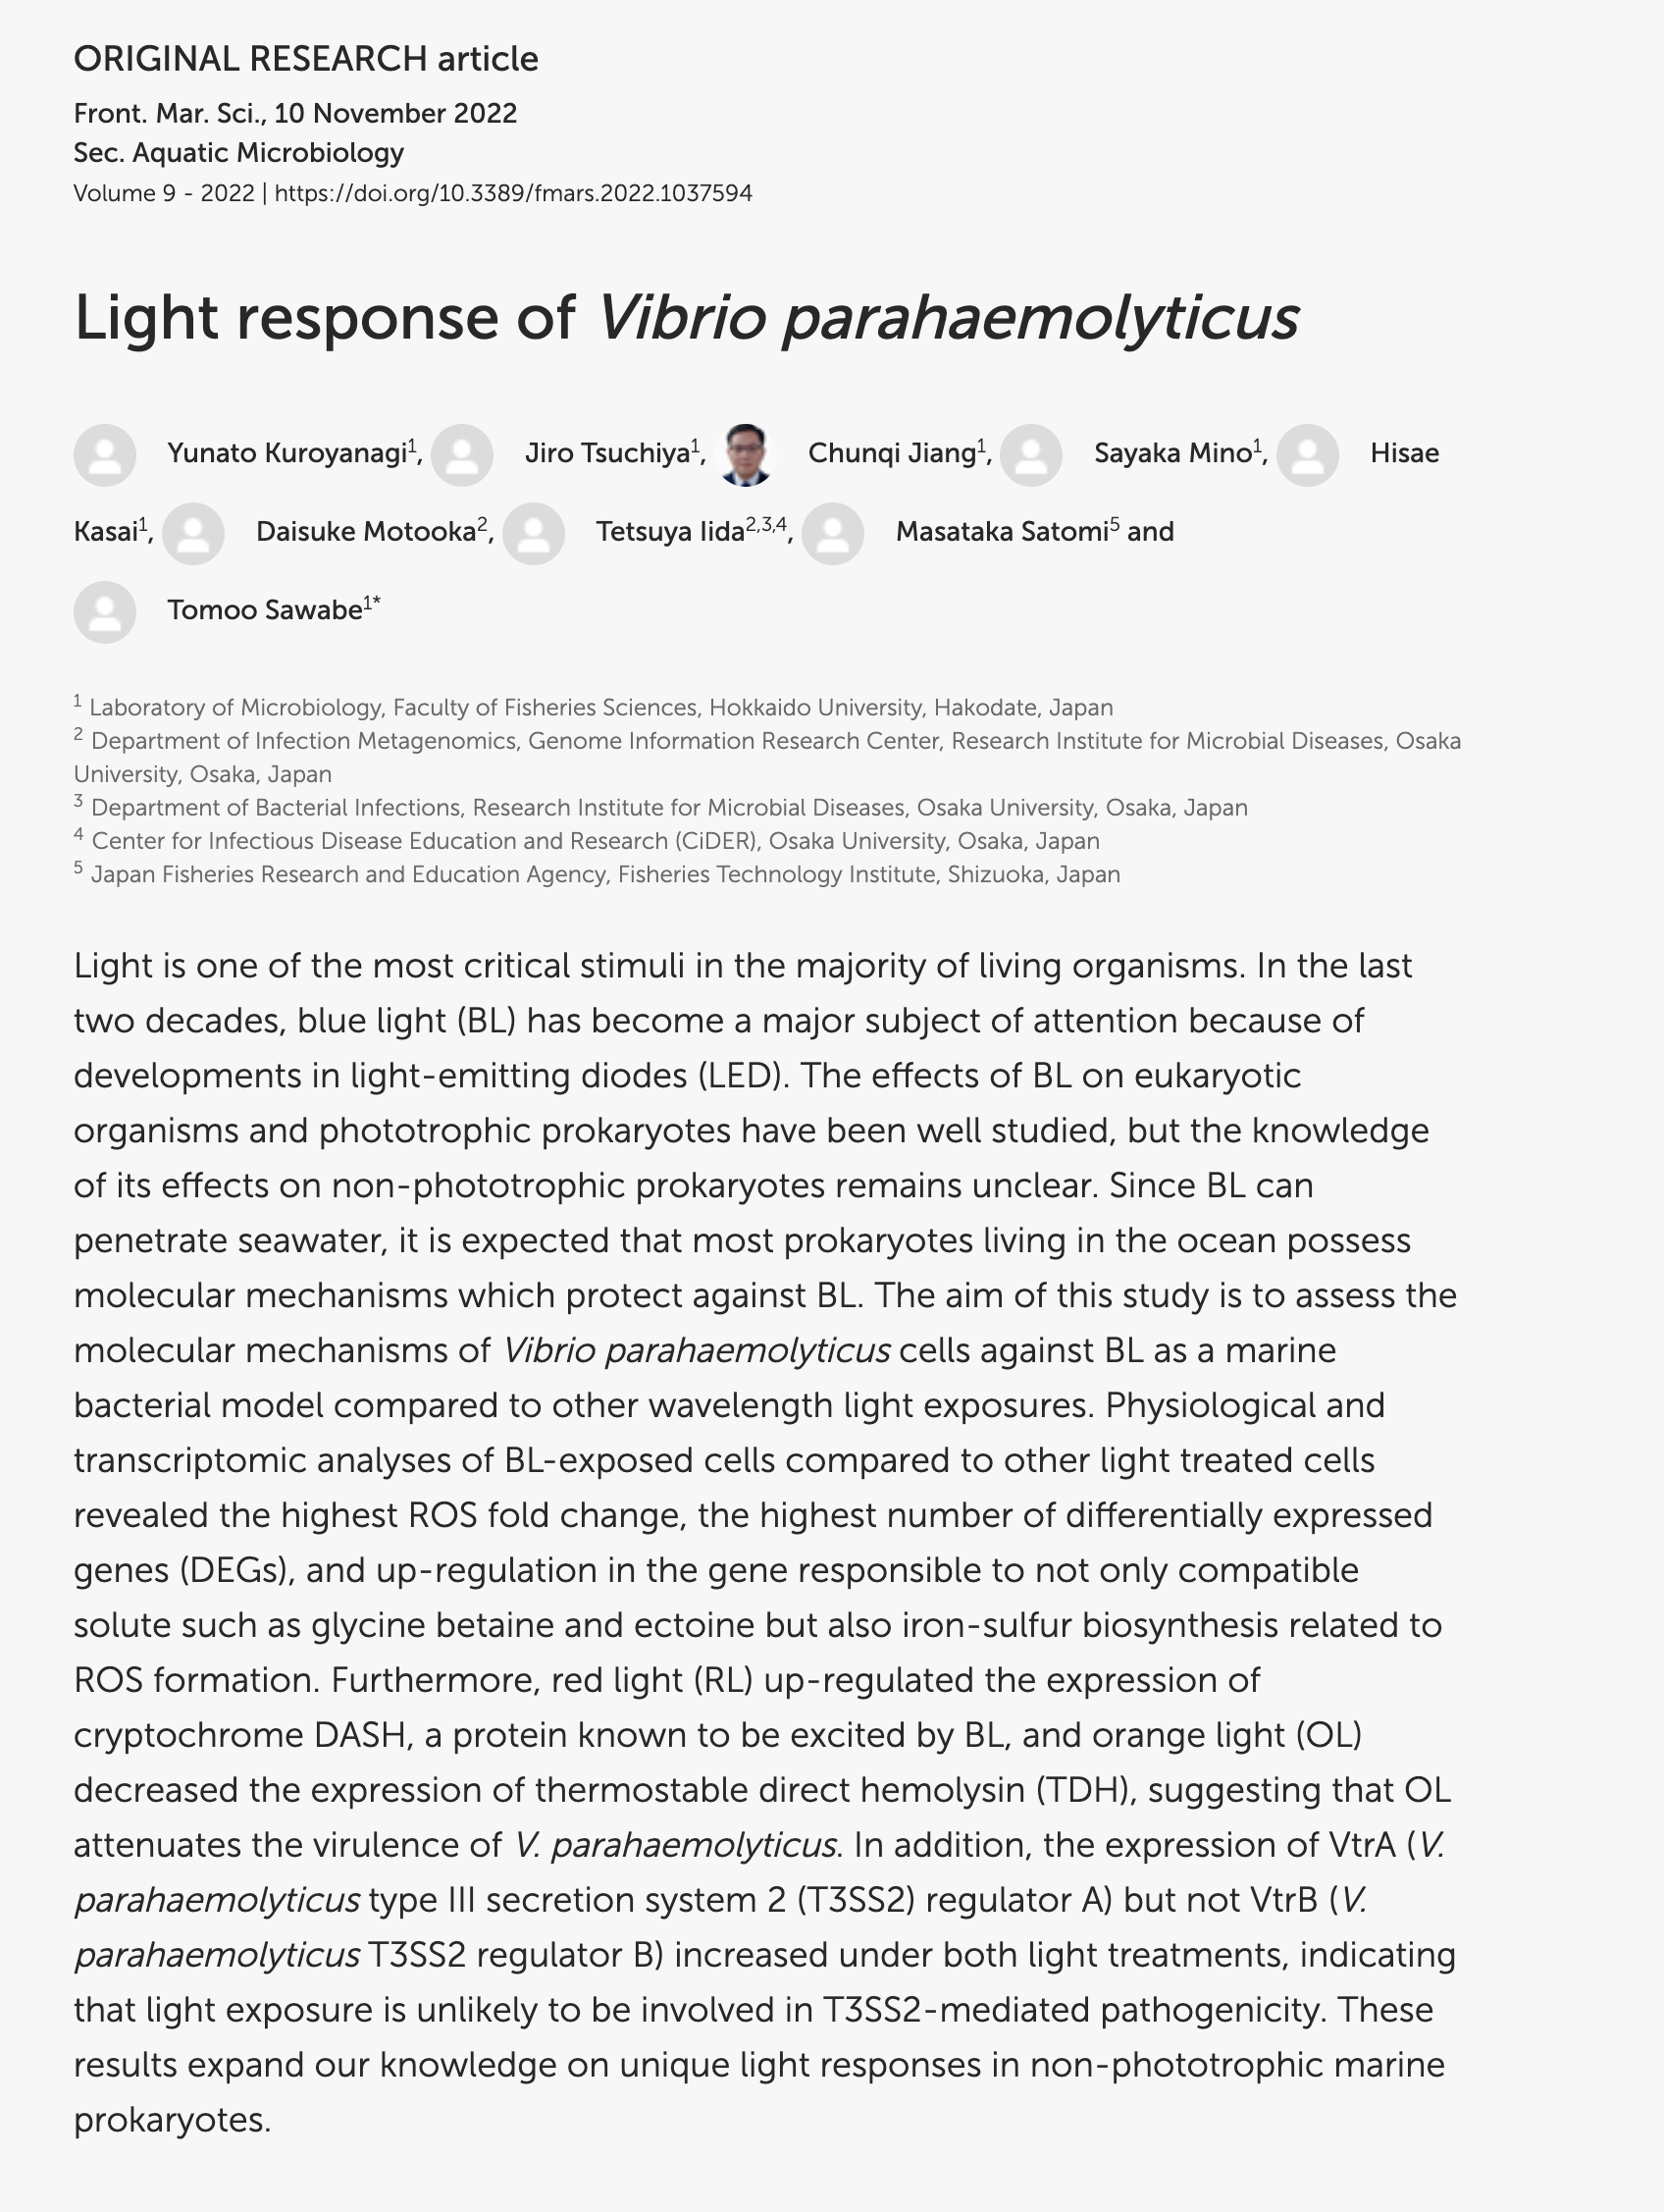 ORIGINAL RESEARCH article
Front. Mar. Sci., 10 November 2022
Sec. Aquatic Microbiology
Volume 9 - 2022 | https://doi.org/10.3389/fmars.2022.1037594
Light response of Vibrio parahaemolyticus
Yunato Kuroyanagi1, Jiro Tsuchiya1, Chunqi Jiang1, Sayaka Mino1, Hisae
Kasai1, Daisuke Motooka2, Tetsuya Iida2,3,4, Masataka Satomi5 and
Tomoo Sawabe1*
1 Laboratory of Microbiology, Faculty of Fisheries Sciences, Hokkaido University, Hakodate, Japan
2 Department of Infection Metagenomics, Genome Information Research Center, Research Institute for Microbial Diseases, Osaka
University, Osaka, Japan
3 Department of Bacterial Infections, Research Institute for Microbial Diseases, Osaka University, Osaka, Japan
4 Center for Infectious Disease Education and Research (CiDER), Osaka University, Osaka, Japan
5 Japan Fisheries Research and Education Agency, Fisheries Technology Institute, Shizuoka, Japan
Light is one of the most critical stimuli in the majority of living organisms. In the last
two decades, blue light (BL) has become a major subject of attention because of
developments in light-emitting diodes (LED). The effects of BL on eukaryotic
organisms and phototrophic prokaryotes have been well studied, but the knowledge
of its effects on non-phototrophic prokaryotes remains unclear. Since BL can
penetrate seawater, it is expected that most prokaryotes living in the ocean possess
molecular mechanisms which protect against BL. The aim of this study is to assess the
molecular mechanisms of Vibrio parahaemolyticus cells against BL as a marine
bacterial model compared to other wavelength light exposures. Physiological and
transcriptomic analyses of BL-exposed cells compared to other light treated cells
revealed the highest ROS fold change, the highest number of differentially expressed
genes (DEGs), and up-regulation in the gene responsible to not only compatible
solute such as glycine betaine and ectoine but also iron-sulfur biosynthesis related to
ROS formation. Furthermore, red light (RL) up-regulated the expression of
cryptochrome DASH, a protein known to be excited by BL, and orange light (OL)
decreased the expression of thermostable direct hemolysin (TDH), suggesting that OL
attenuates the virulence of V. parahaemolyticus. In addition, the expression of VtrA (V.
parahaemolyticus type III secretion system 2 (T3SS2) regulator A) but not VtrB (V.
parahaemolyticus T3SS2 regulator B) increased under both light treatments, indicating
that light exposure is unlikely to be involved in T3SS2-mediated pathogenicity. These
results expand our knowledge on unique light responses in non-phototrophic marine
prokaryotes.